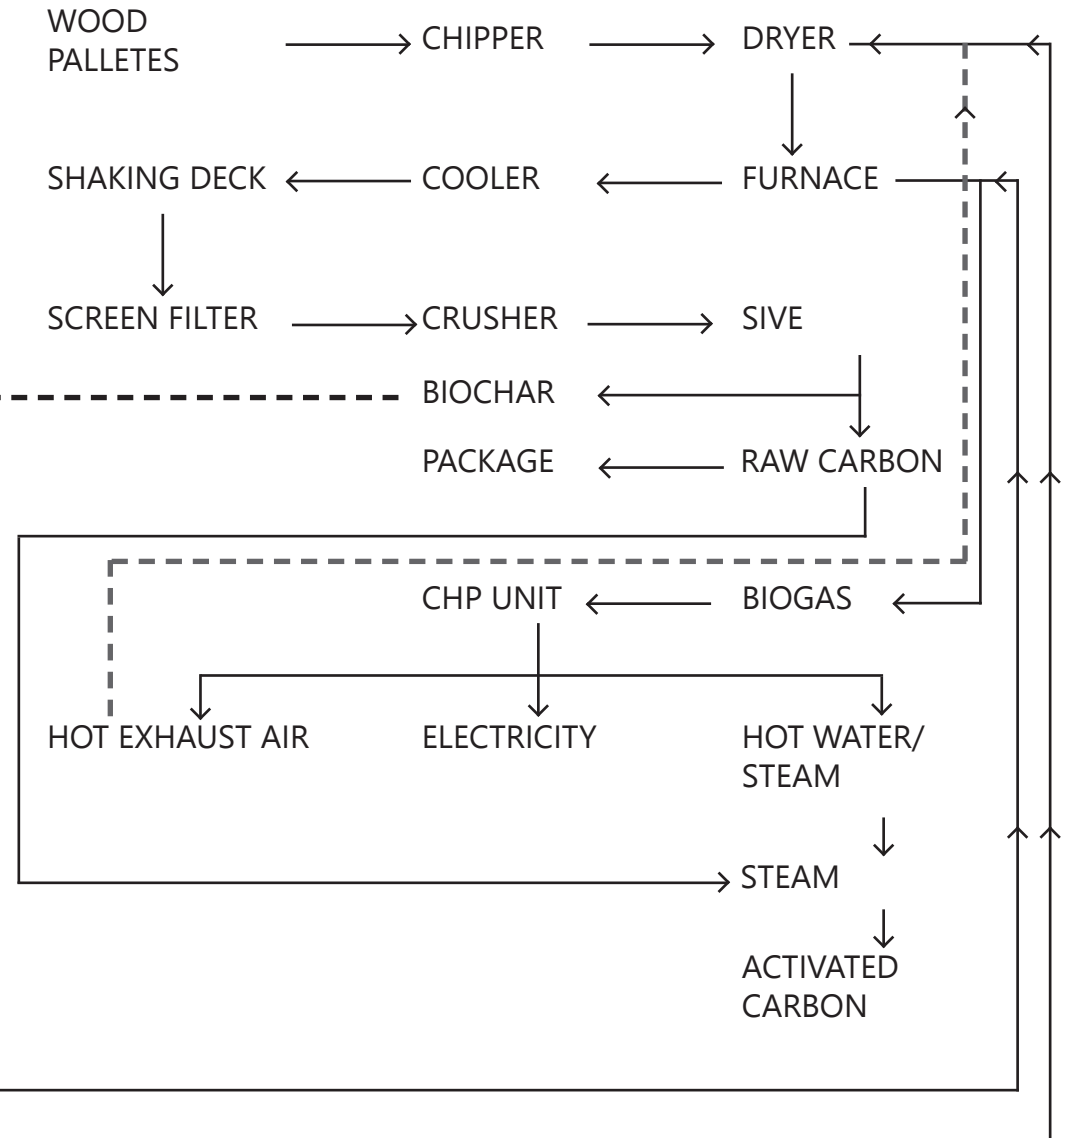 WOOD
PALLETES
CHIPPER
DRYER
SHAKING DECK
COOLER
FURNACE
SCREEN FILTER
CRUSHER
SIVE
BIOCHAR
PACKAGE
RAW CARBON
CHP UNIT
BIOGAS
HOT EXHAUST AIR
ELECTRICITY
HOT WATER/
STEAM
STEAM
ACTIVATED
CARBON